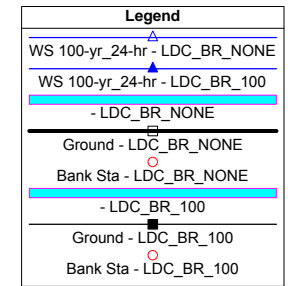 Legend
WS 100-yr_24-hr - LDC_BR_NONE
WS 100-yr_24-hr - LDC_BR_100
- LDC_BR_NONE
Ground - LDC_BR_NONE
Bank Sta - LDC_BR_NONE
- LDC_BR_100
Ground - LDC_BR_100
Bank Sta - LDC_BR_100